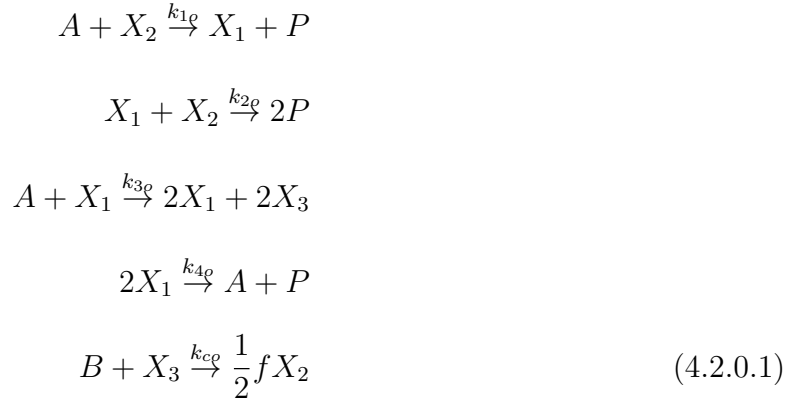 $A + X_2 \xrightarrow{k_{1\varrho}} X_1 + P$
$X_1 + X_2 \xrightarrow{k_{2\varrho}} 2P$
$A + X_1 \xrightarrow{k_{3\varrho}} 2X_1 + 2X_3$
$2X_1 \xrightarrow{k_{4\varrho}} A + P$
$B + X_3 \xrightarrow{k_{c\varrho}} \frac{1}{2} f X_2$ (4.2.0.1)